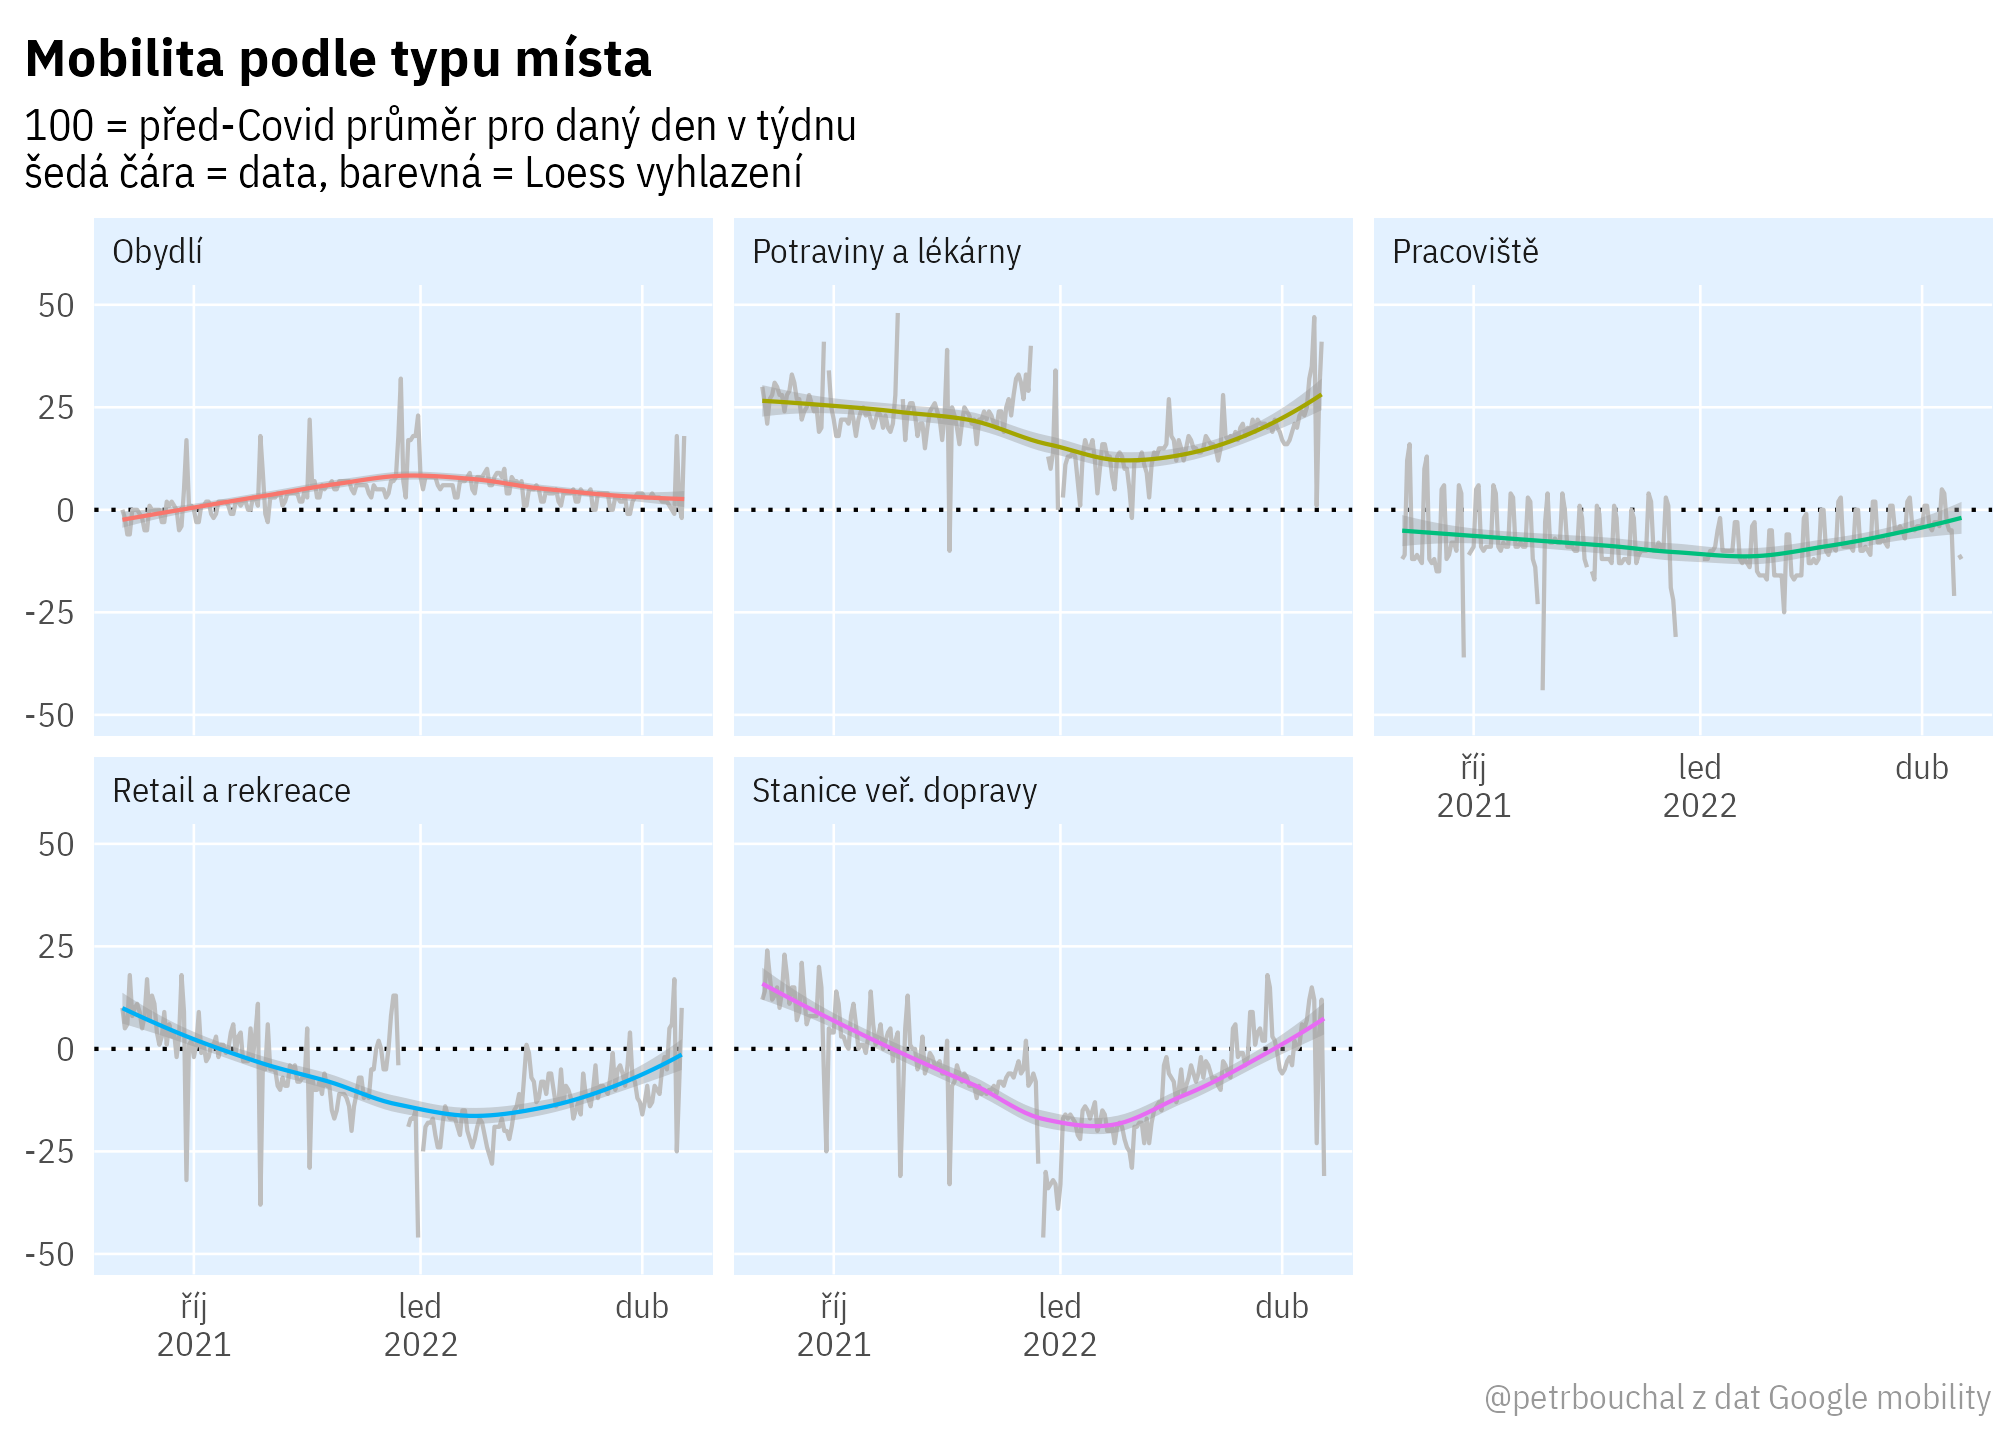 Mobilita podle typu místa
100 = před-Covid průměr pro daný den v týdnu
šedá čára = data, barevná = Loess vyhlazení
Obydlí
Potraviny a lékárny
Pracoviště
50
25
0
-25
-50
říj
2021
led
2022
dub
Retail a rekreace
Stanice veř. dopravy
50
25
0
-25
-50
říj
2021
led
2022
dub
říj
2021
led
2022
dub
@petrbouchal z dat Google mobility